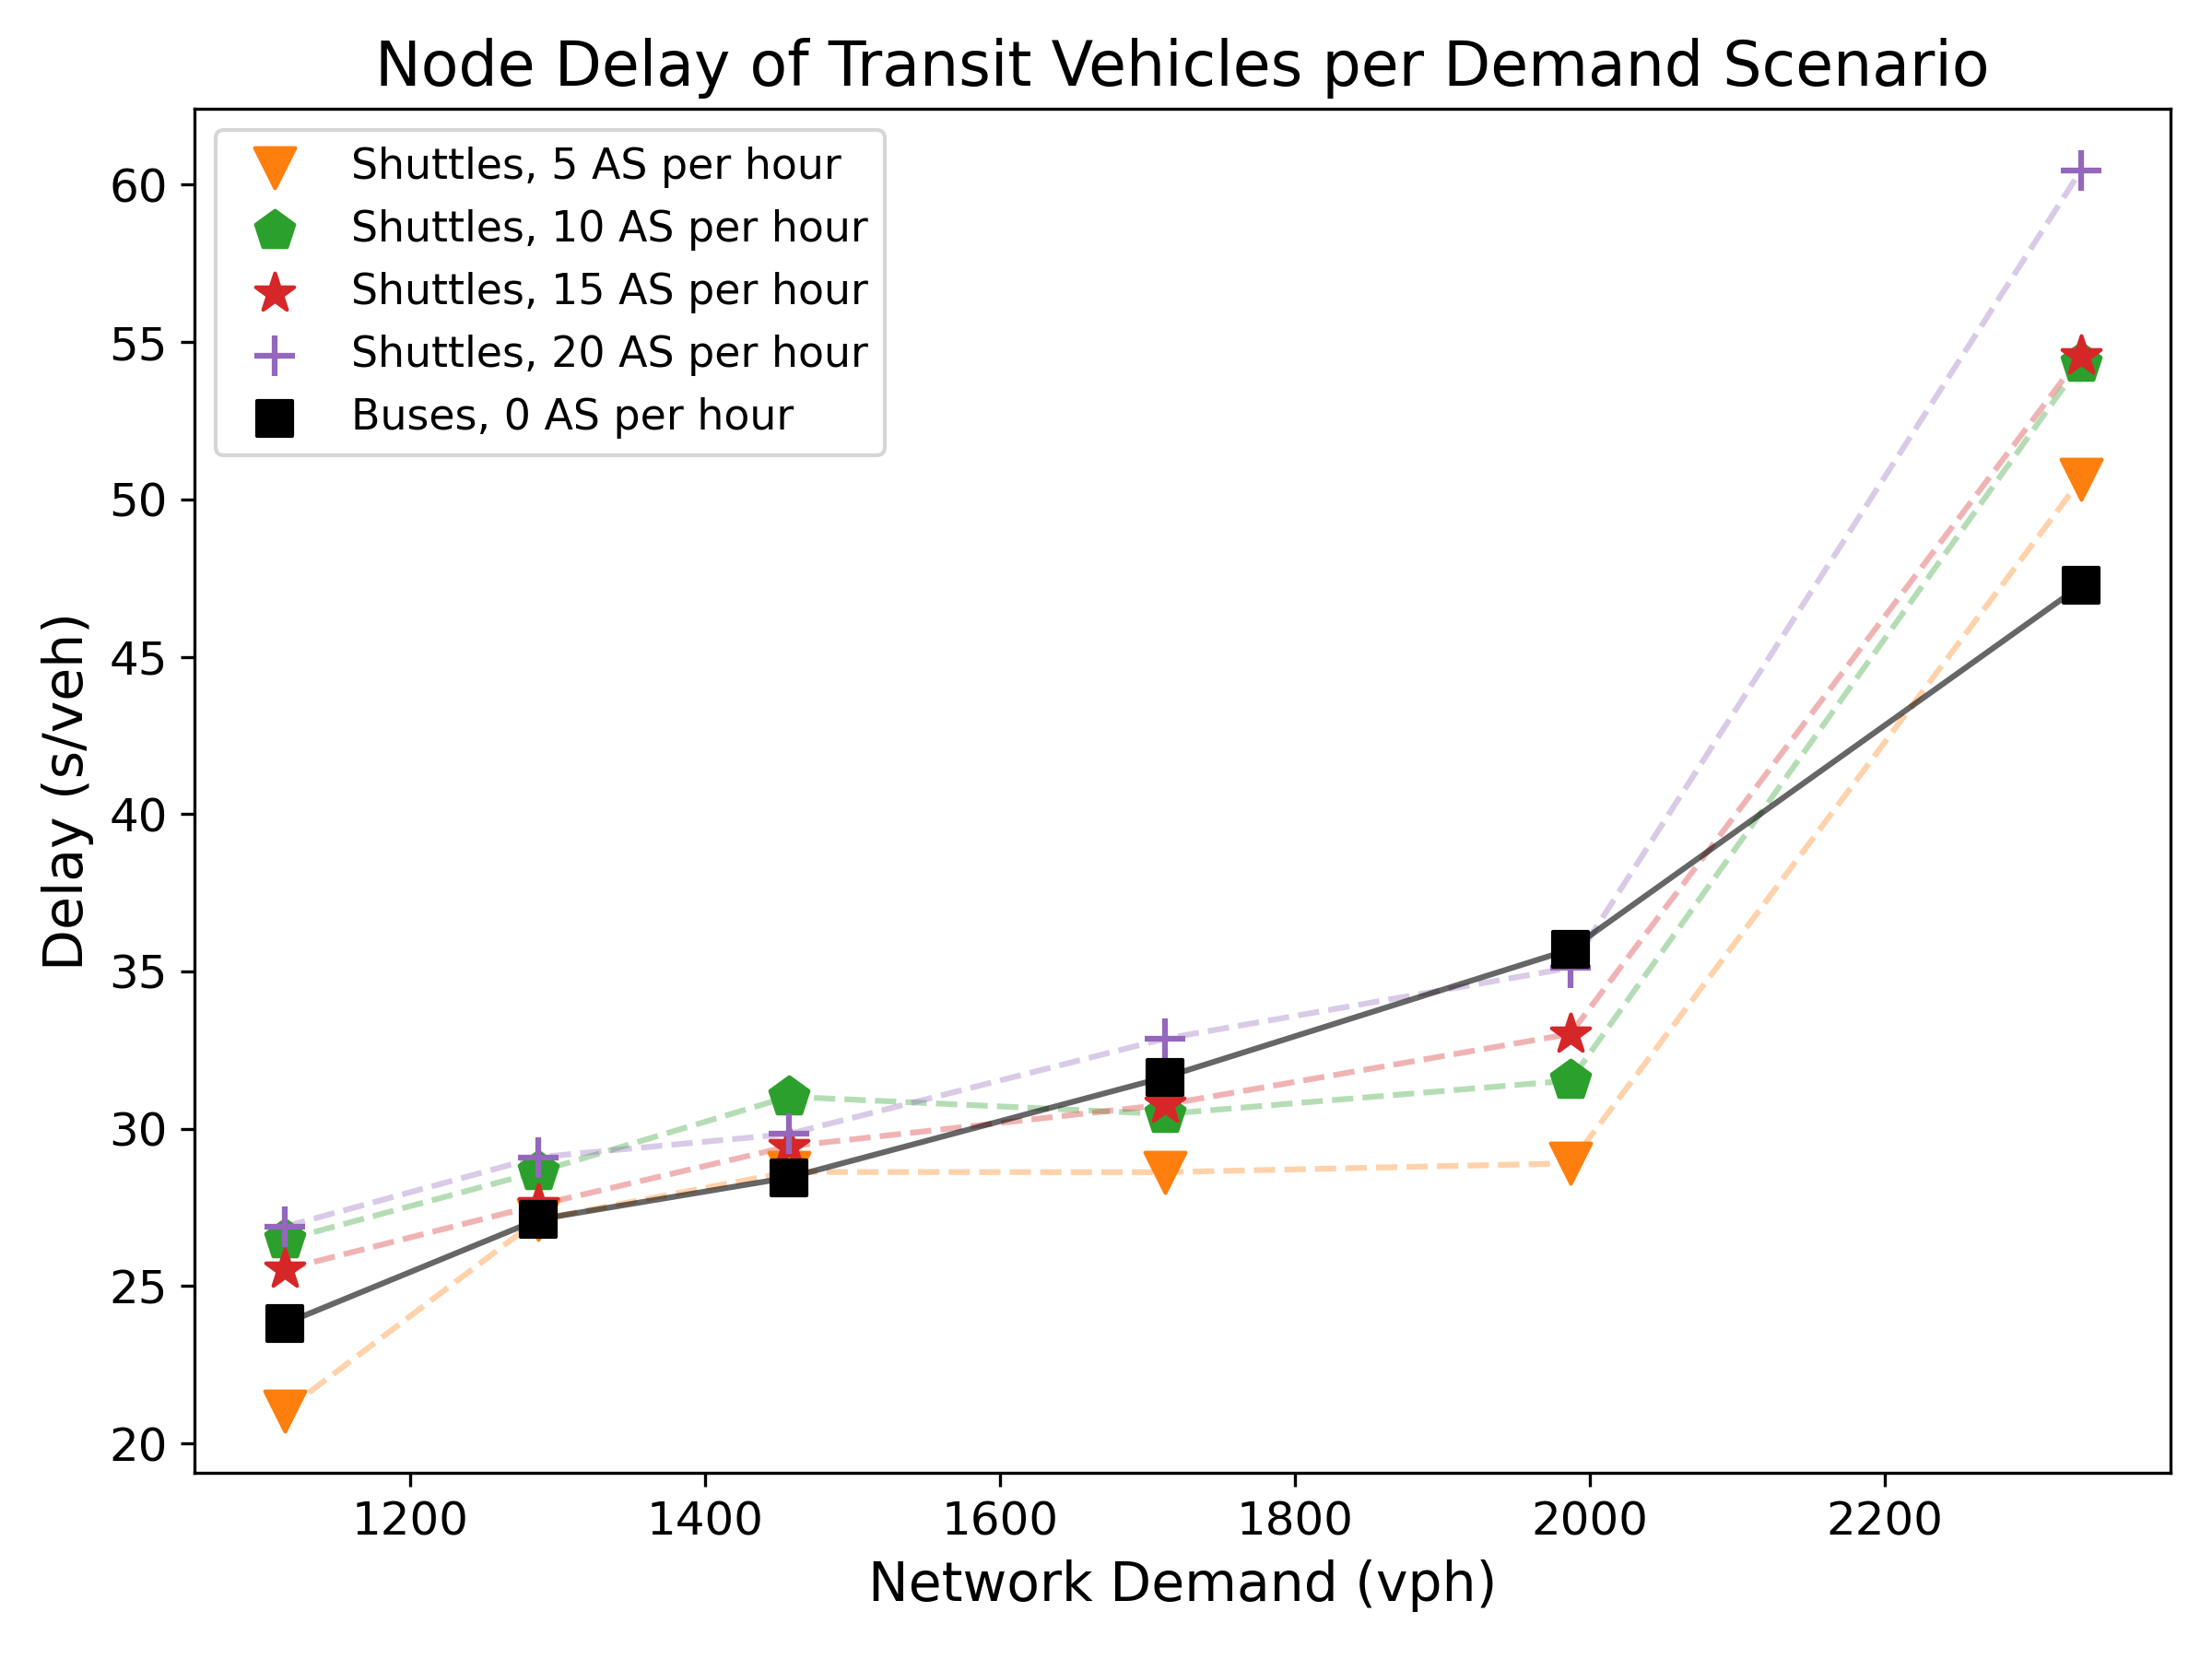 Node Delay of Transit Vehicles per Demand Scenario
Shuttles, 5 AS per hour
Shuttles, 10 AS per hour
Shuttles, 15 AS per hour
Shuttles, 20 AS per hour
Buses, 0 AS per hour
60
55
50
45
40
35
30
25
20
Delay (s/veh)
1200 1400 1600 1800 2000 2200
Network Demand (vph)